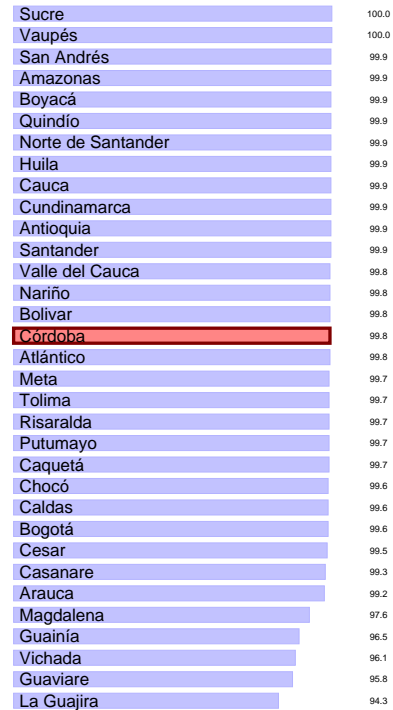 Sucre 100.0
Vaupés 100.0
San Andrés 99.9
Amazonas 99.9
Boyacá 99.9
Quindío 99.9
Norte de Santander 99.9
Huila 99.9
Cauca 99.9
Cundinamarca 99.9
Antioquia 99.9
Santander 99.9
Valle del Cauca 99.8
Nariño 99.8
Bolivar 99.8
Córdoba 99.8
Atlántico 99.8
Meta 99.7
Tolima 99.7
Risaralda 99.7
Putumayo 99.7
Caquetá 99.7
Chocó 99.6
Caldas 99.6
Bogotá 99.6
Cesar 99.5
Casanare 99.3
Arauca 99.2
Magdalena 97.6
Guainía 96.5
Vichada 96.1
Guaviare 95.8
La Guajira 94.3